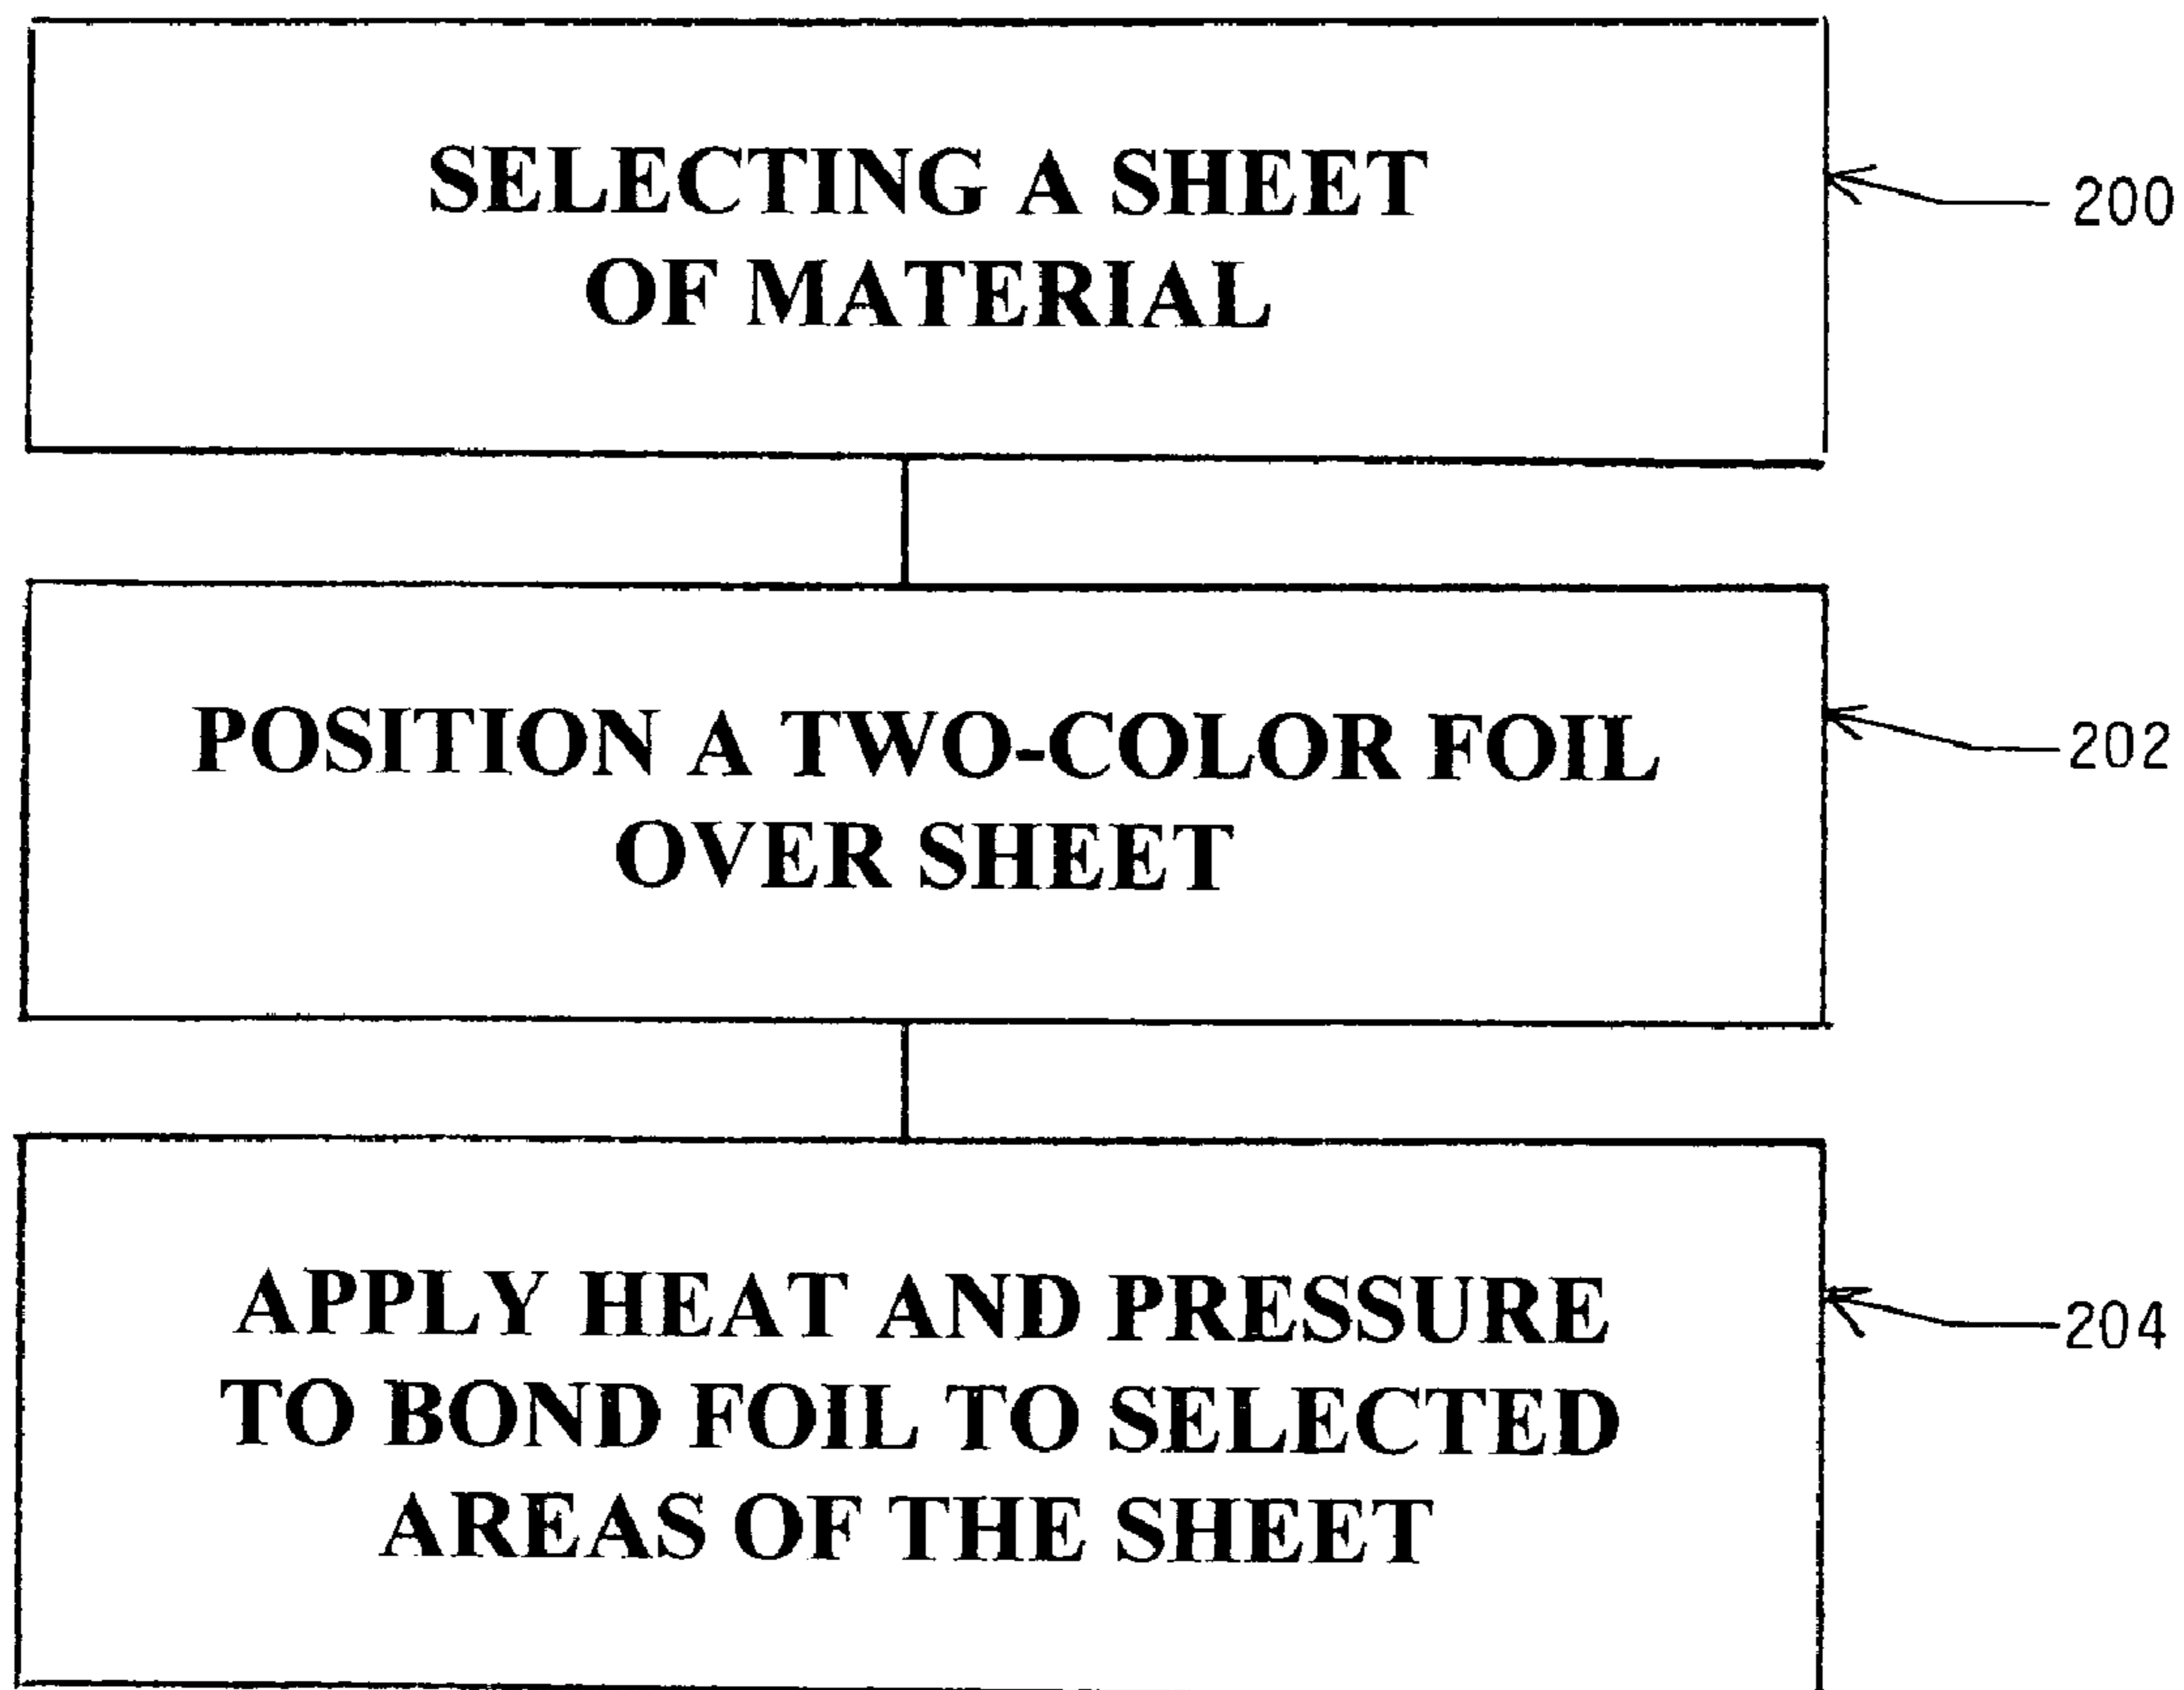 SELECTING A SHEET
OF MATERIAL
200
POSITION A TWO-COLOR FOIL
OVER SHEET
202
APPLY HEAT AND PRESSURE
TO BOND FOIL TO SELECTED
AREAS OF THE SHEET
204